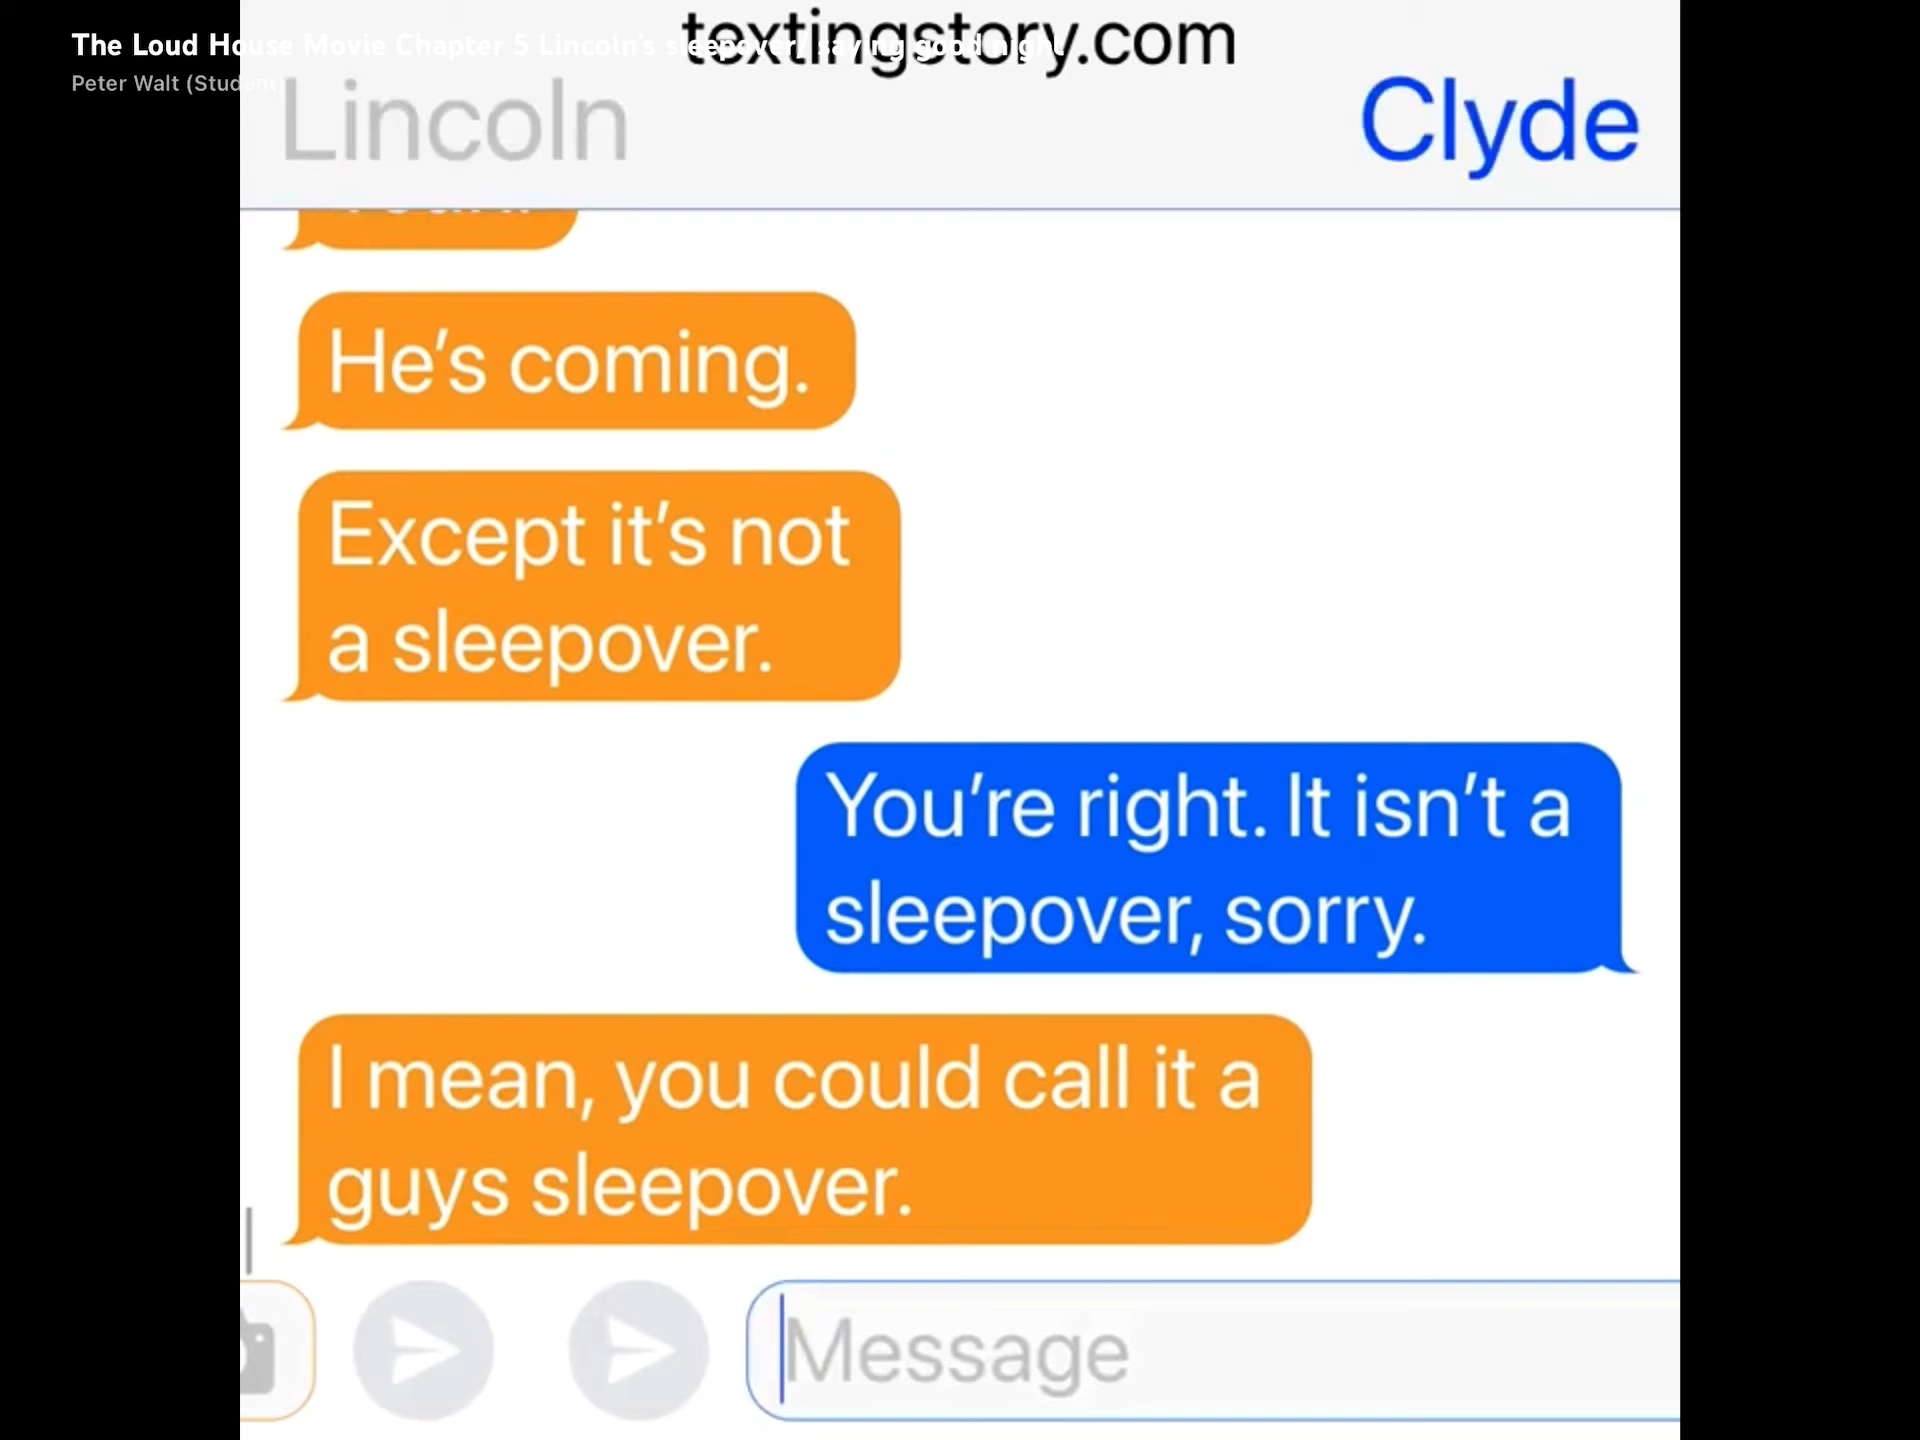 The Loud House Movie Chapter 5 Lincoln's sleepover/ saying good night
Peter Walt (Student)
textingstory.com
Lincoln
Clyde
He's coming.
Except it's not
a sleepover.
You're right. It isn't a
sleepover, sorry.
I mean, you could call it a
guys sleepover.
Message